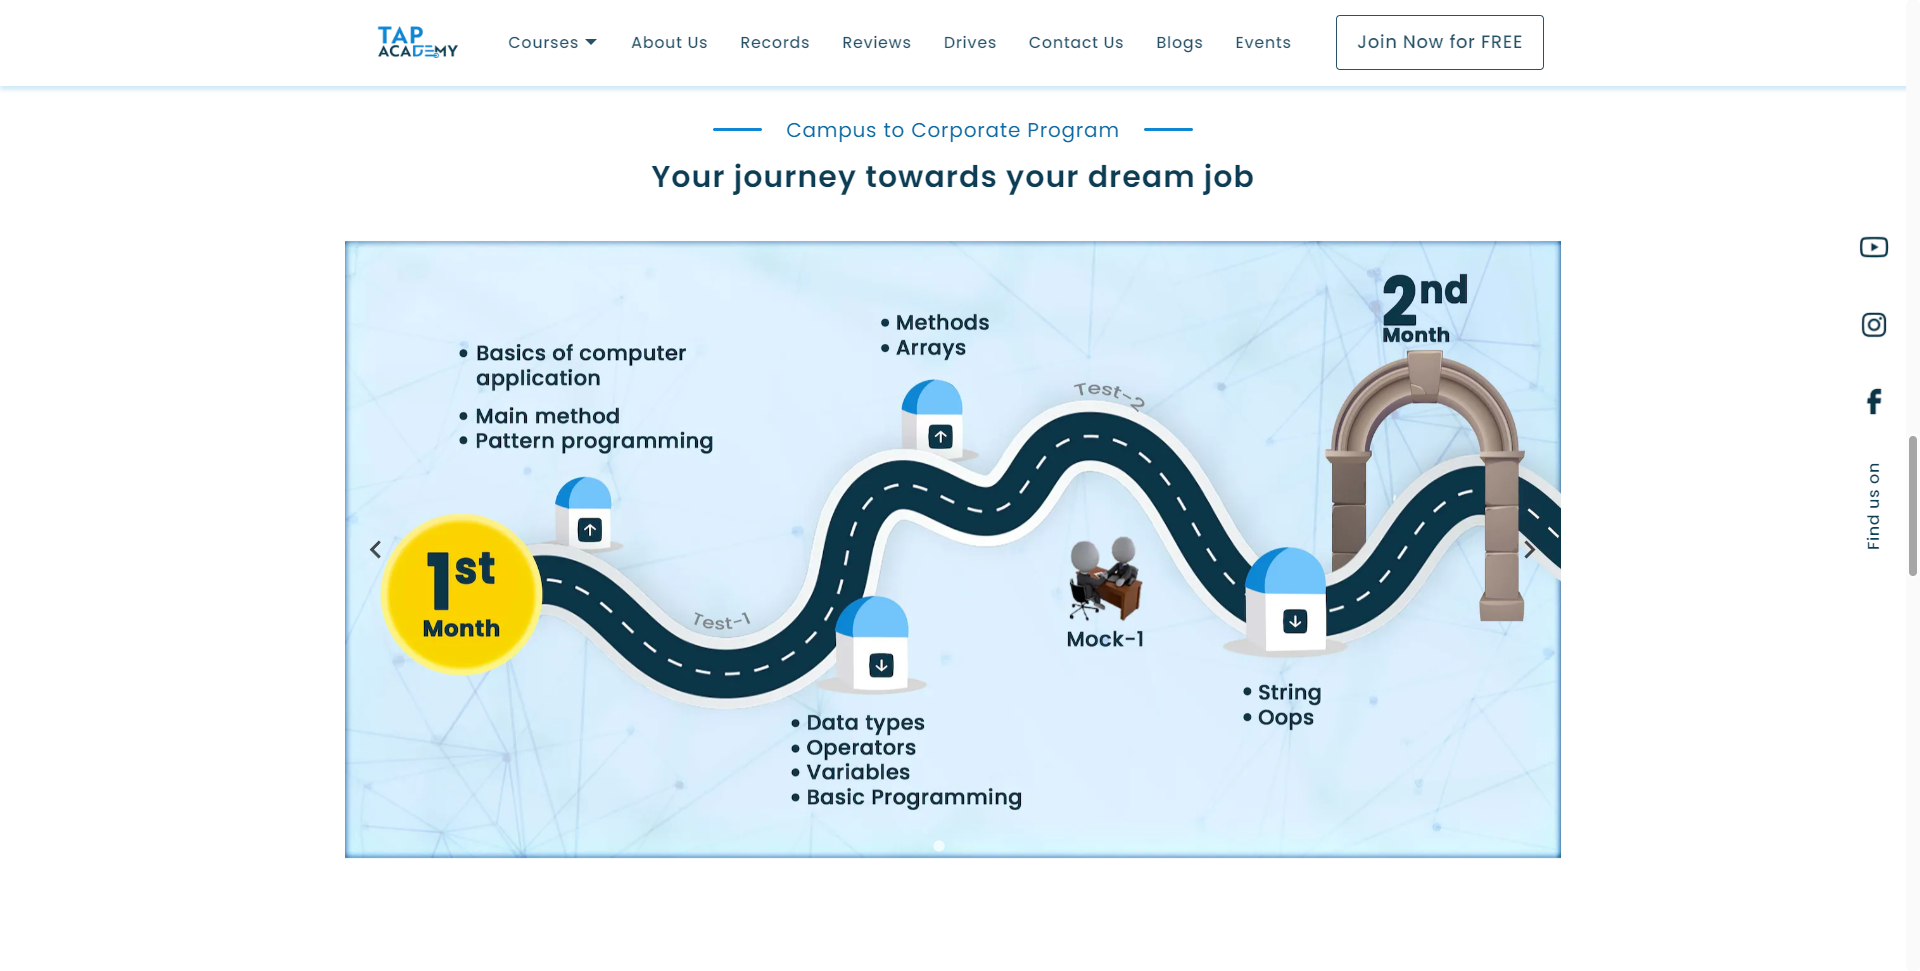 TAP
ACADEMY
Courses
About Us
Records
Reviews
Drives
Contact Us
Blogs
Events
Join Now for FREE
Campus to Corporate Program
Your journey towards your dream job
2nd
Month
• Methods
• Arrays
• Basics of computer
application
• Main method
• Pattern programming
Test-2
1st
Month
Test-1
Mock-1
• String
• Oops
• Data types
• Operators
• Variables
• Basic Programming
Find us on